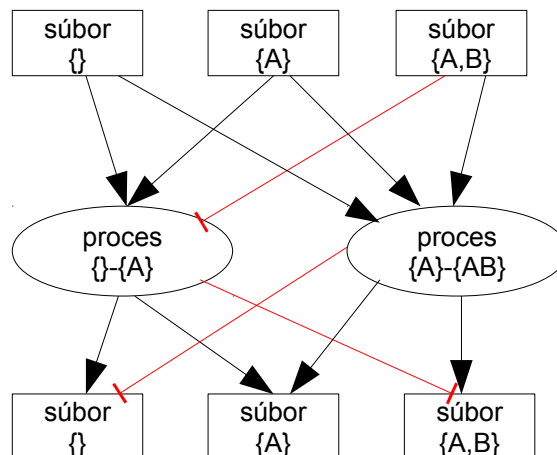 súbor
{}
súbor
{A}
súbor
{A,B}
proces
{}-{A}
proces
{A}-{AB}
súbor
{}
súbor
{A}
súbor
{A,B}